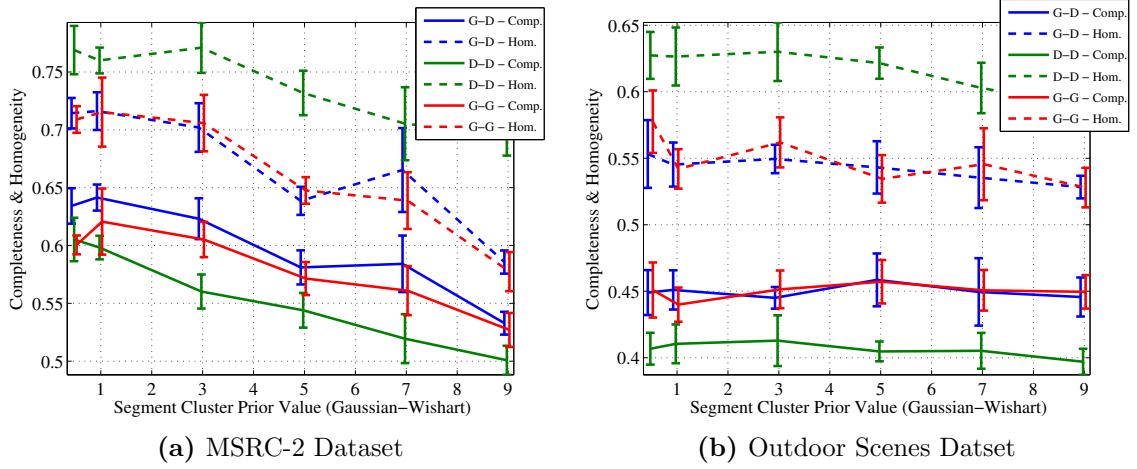 G−D − Comp.
G−D − Hom.
D−D − Comp.
D−D − Hom.
G−G − Comp.
G−G − Hom.
0.75
0.7
0.65
0.6
0.55
0.5
Completeness & Homogeneity
1 2 3 4 5 6 7 8 9
Segment Cluster Prior Value (Gaussian−Wishart)
(a) MSRC-2 Dataset
G−D − Comp.
G−D − Hom.
D−D − Comp.
D−D − Hom.
G−G − Comp.
G−G − Hom.
0.65
0.6
0.55
0.5
0.45
0.4
Completeness & Homogeneity
1 2 3 4 5 6 7 8 9
Segment Cluster Prior Value (Gaussian−Wishart)
(b) Outdoor Scenes Datset